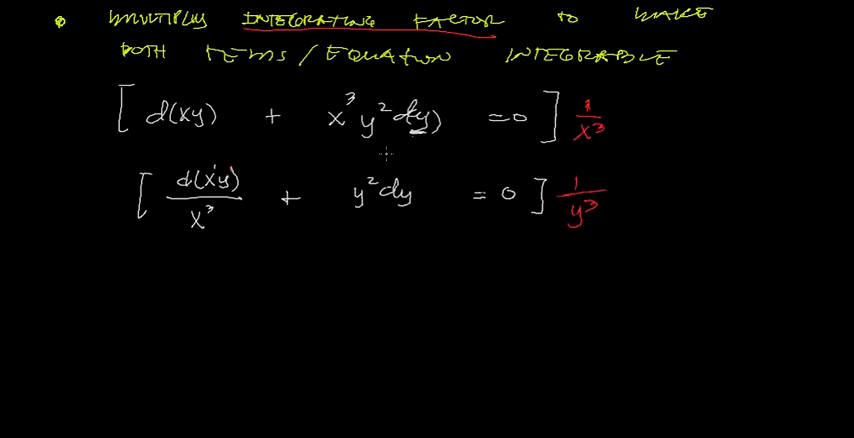 MULTIPLY INTEGRATING FACTOR TO MAKE
BOTH TERMS / EQUATION INTEGRABLE
[ d(xy) + x³y²dy) = 0 ] 1/x³
[ d(x'y)/x³ + y²dy = 0 ] 1/y³